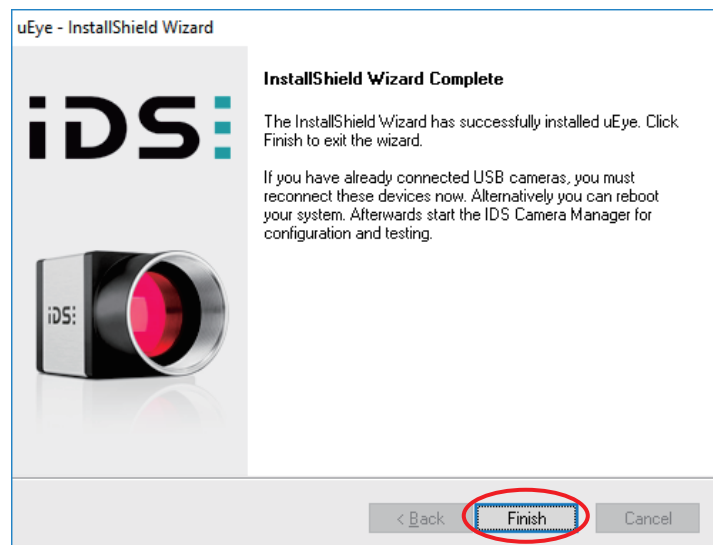 uEye - InstallShield Wizard
iDS:
InstallShield Wizard Complete
The InstallShield Wizard has successfully installed uEye. Click
Finish to exit the wizard.
If you have already connected USB cameras, you must
reconnect these devices now. Alternatively you can reboot
your system. Afterwards start the IDS Camera Manager for
configuration and testing.
iDS:
< Back
Finish
Cancel